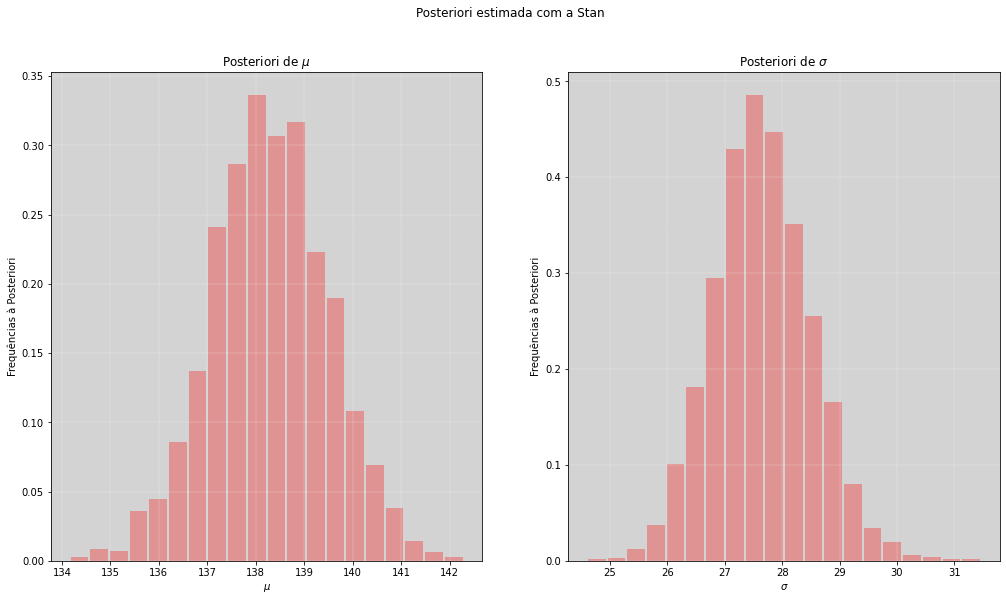 Posteriori estimada com a Stan
Posteriori de μ
Frequências à Posteriori
0.35
0.30
0.25
0.20
0.15
0.10
0.05
0.00
134 135 136 137 138 139 140 141 142
μ
Posteriori de σ
Frequências à Posteriori
0.5
0.4
0.3
0.2
0.1
0.0
25 26 27 28 29 30 31
σ